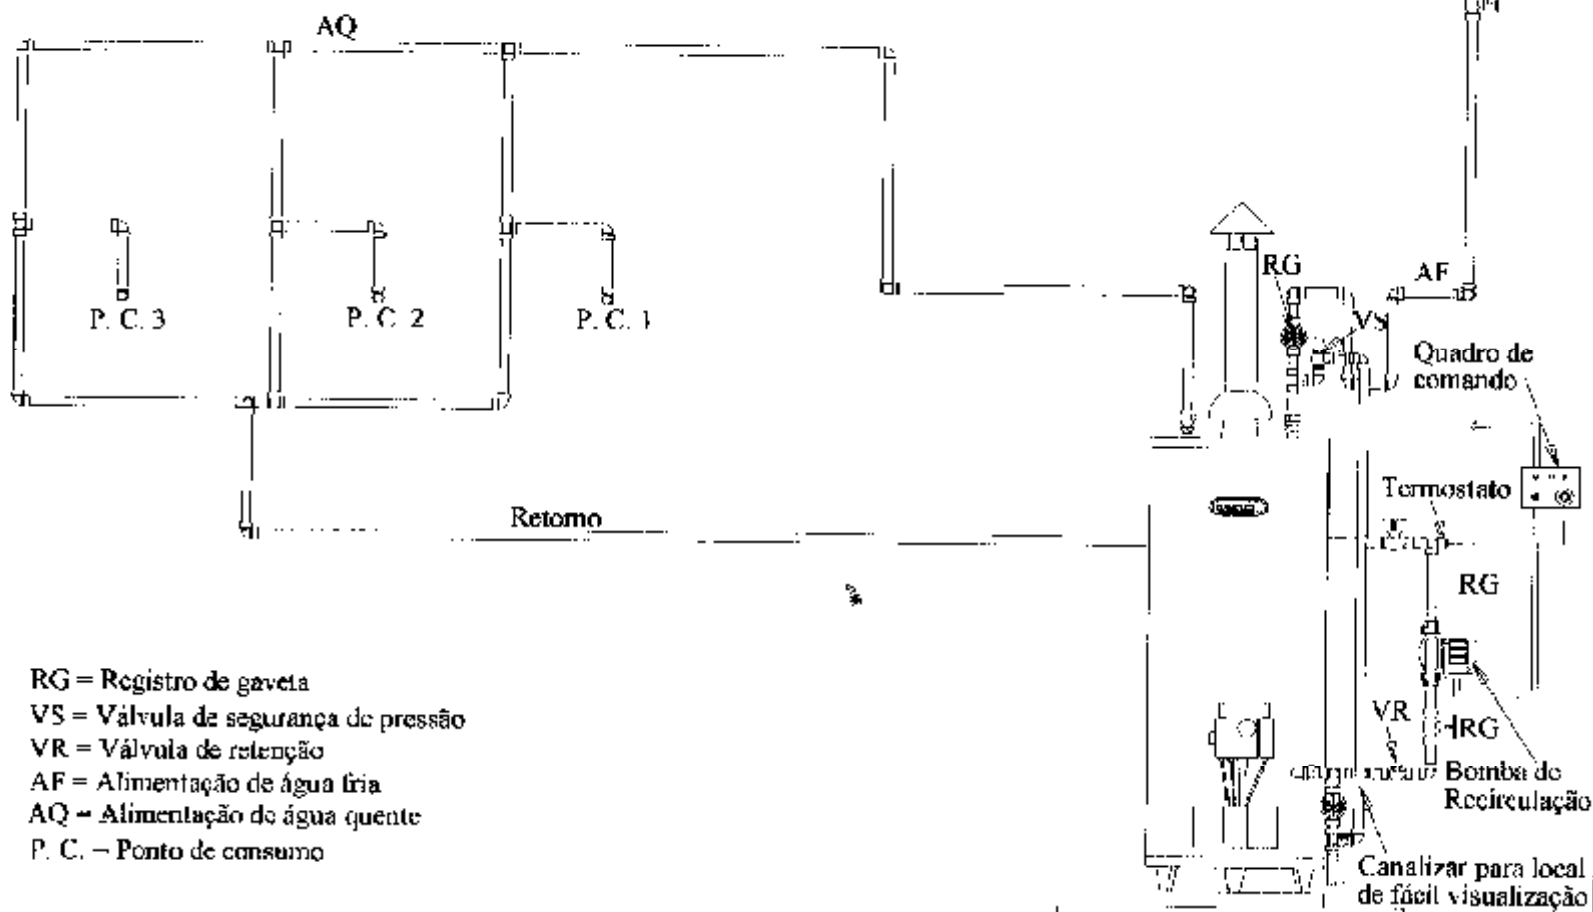 AQ
RG
AF
VS
P. C. 3
P. C. 2
P. C. 1
Quadro de
comando
Termostato
Retorno
RG
RG = Registro de gaveta
VS = Válvula de segurança de pressão
VR = Válvula de retenção
AF = Alimentação de água fria
AQ = Alimentação de água quente
P. C. = Ponto de consumo
VR
RG
Bomba de
Recirculação
Canalizar para local
de fácil visualização